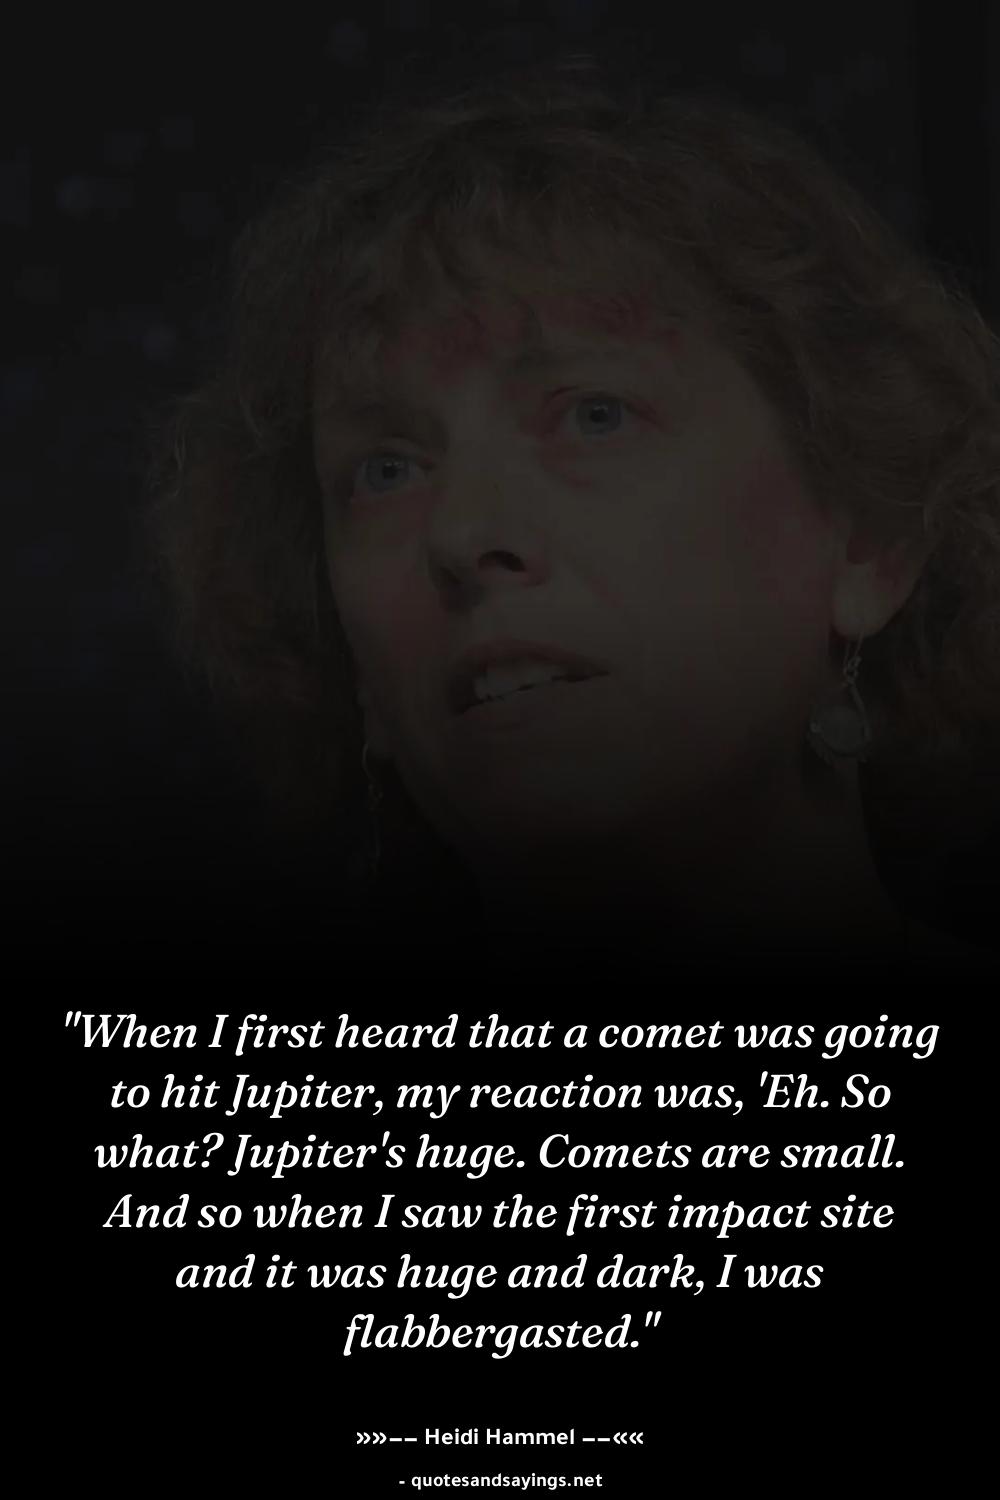 "When I first heard that a comet was going
to hit Jupiter, my reaction was, 'Eh. So
what? Jupiter's huge. Comets are small.
And so when I saw the first impact site
and it was huge and dark, I was
flabbergasted."
»»−− Heidi Hammel −−««
- quotesandsayings.net